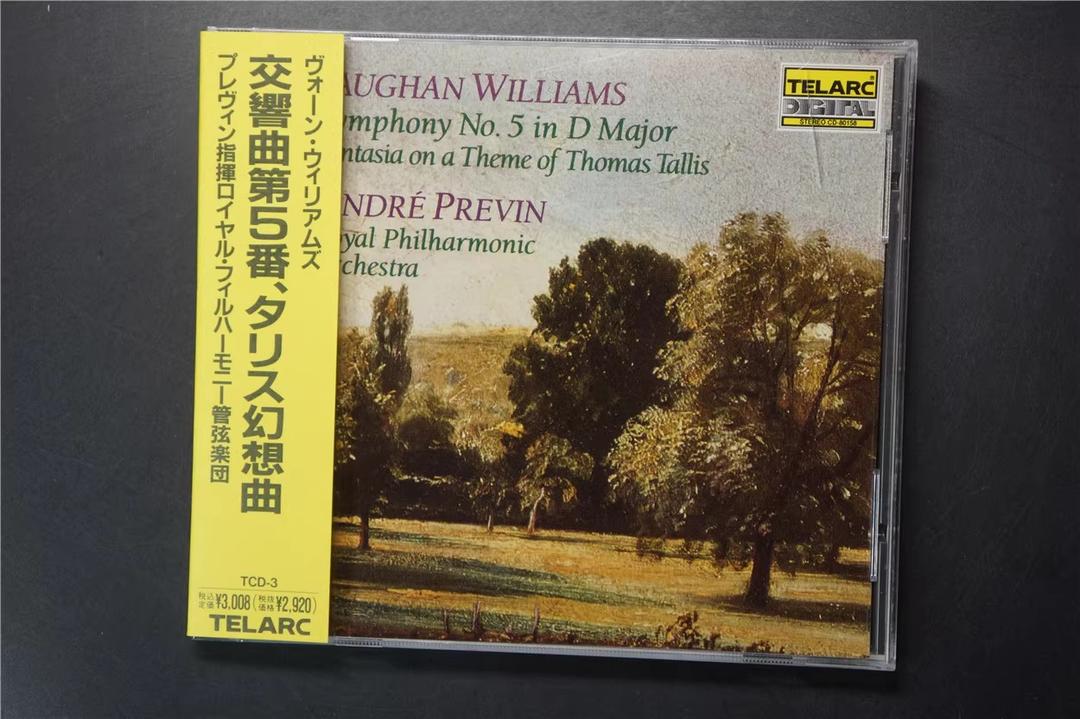 ヴォーン・ウィリアムズ
交響曲第5番、タリス幻想曲
プレヴィン指揮ロイヤル・フィルハーモニー管弦楽団
TCD-3
税込定価¥3,008(税抜価格¥2,920)
TELARC
AUGHAN WILLIAMS
ymphony No. 5 in D Major
ntasia on a Theme of Thomas Tallis
NDRÉ PREVIN
yal Philharmonic
chestra
TELARC
DIGITAL
STEREO CD-80158